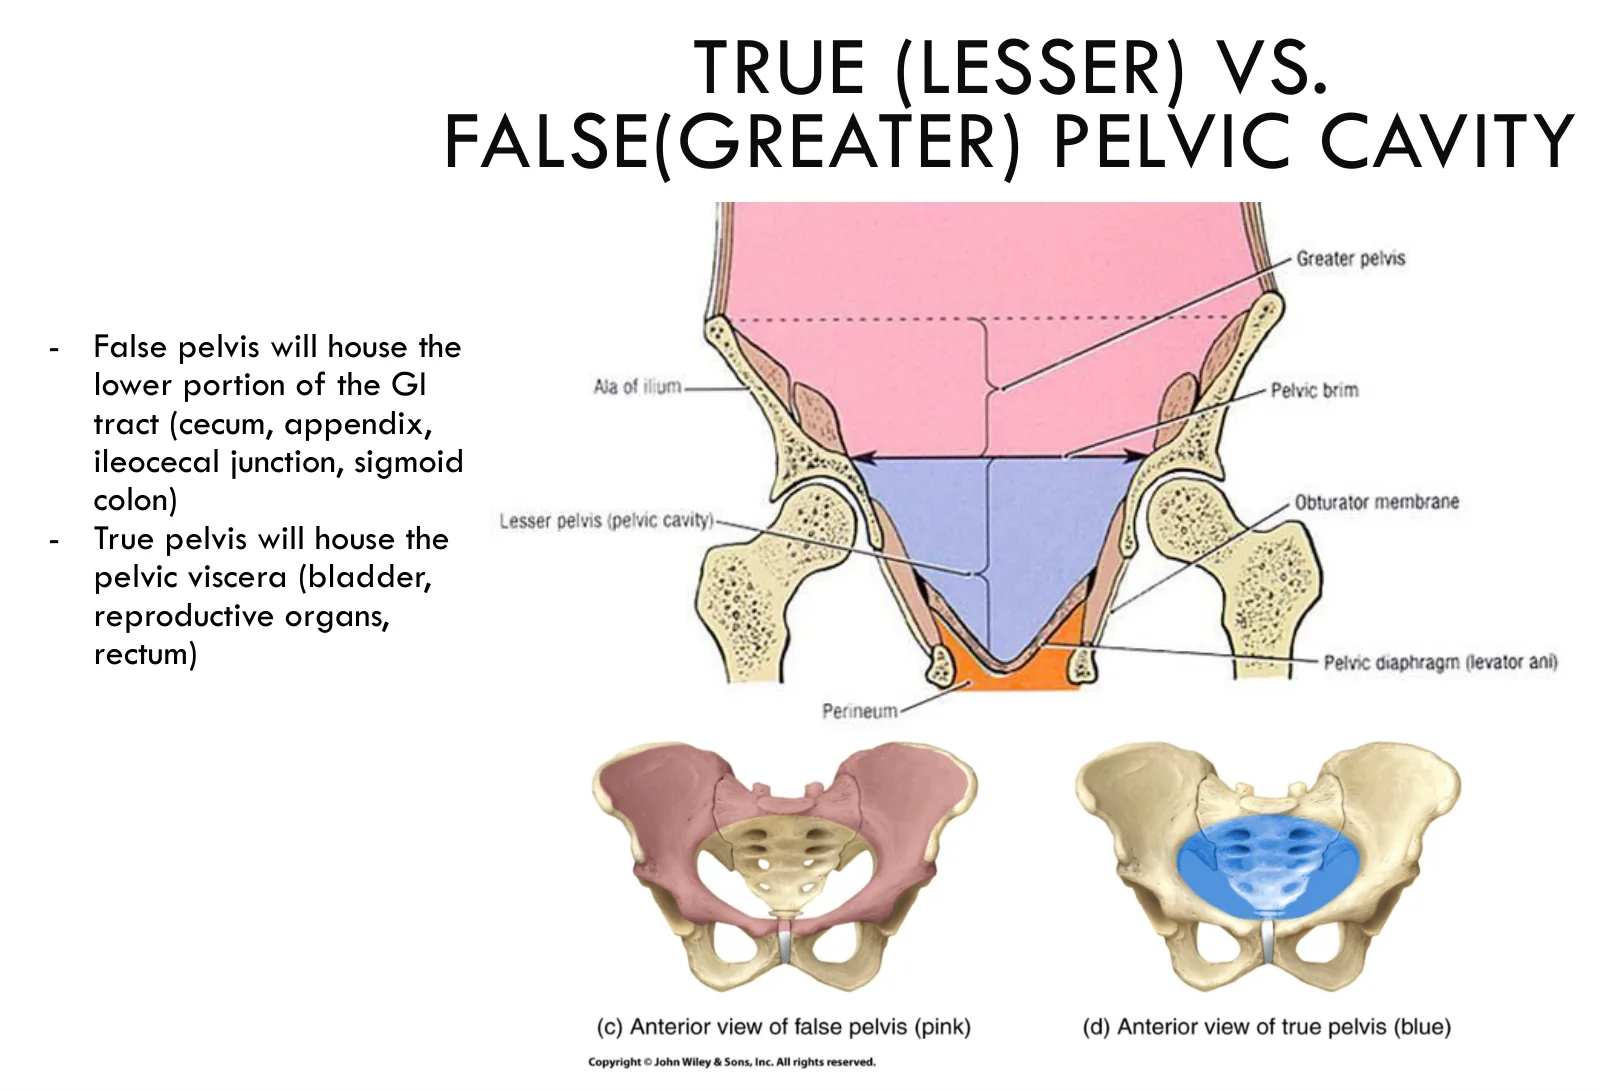 TRUE (LESSER) VS.
FALSE(GREATER) PELVIC CAVITY
- False pelvis will house the
lower portion of the GI
tract (cecum, appendix,
ileocecal junction, sigmoid
colon)
- True pelvis will house the
pelvic viscera (bladder,
reproductive organs,
rectum)
Greater pelvis
Ala of ilium
Pelvic brim
Obturator membrane
Lesser pelvis (pelvic cavity)
Pelvic diaphragm (levator ani)
Perineum
(c) Anterior view of false pelvis (pink)
(d) Anterior view of true pelvis (blue)
Copyright © John Wiley & Sons, Inc. All rights reserved.